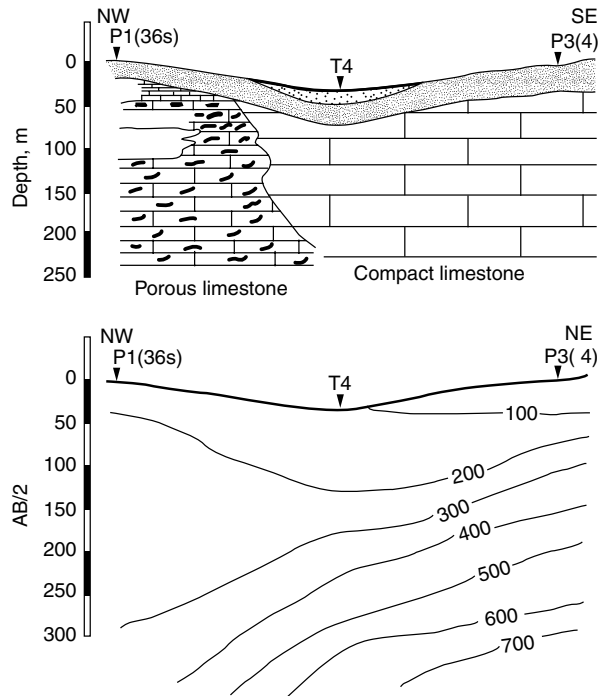 NW SE
P1(36s) T4 P3(4)
Depth, m
0
50
100
150
200
250
Porous limestone Compact limestone
NW NE
P1(36s) T4 P3( 4)
AB/2
0
50
100
150
200
250
300
100
200
300
400
500
600
700